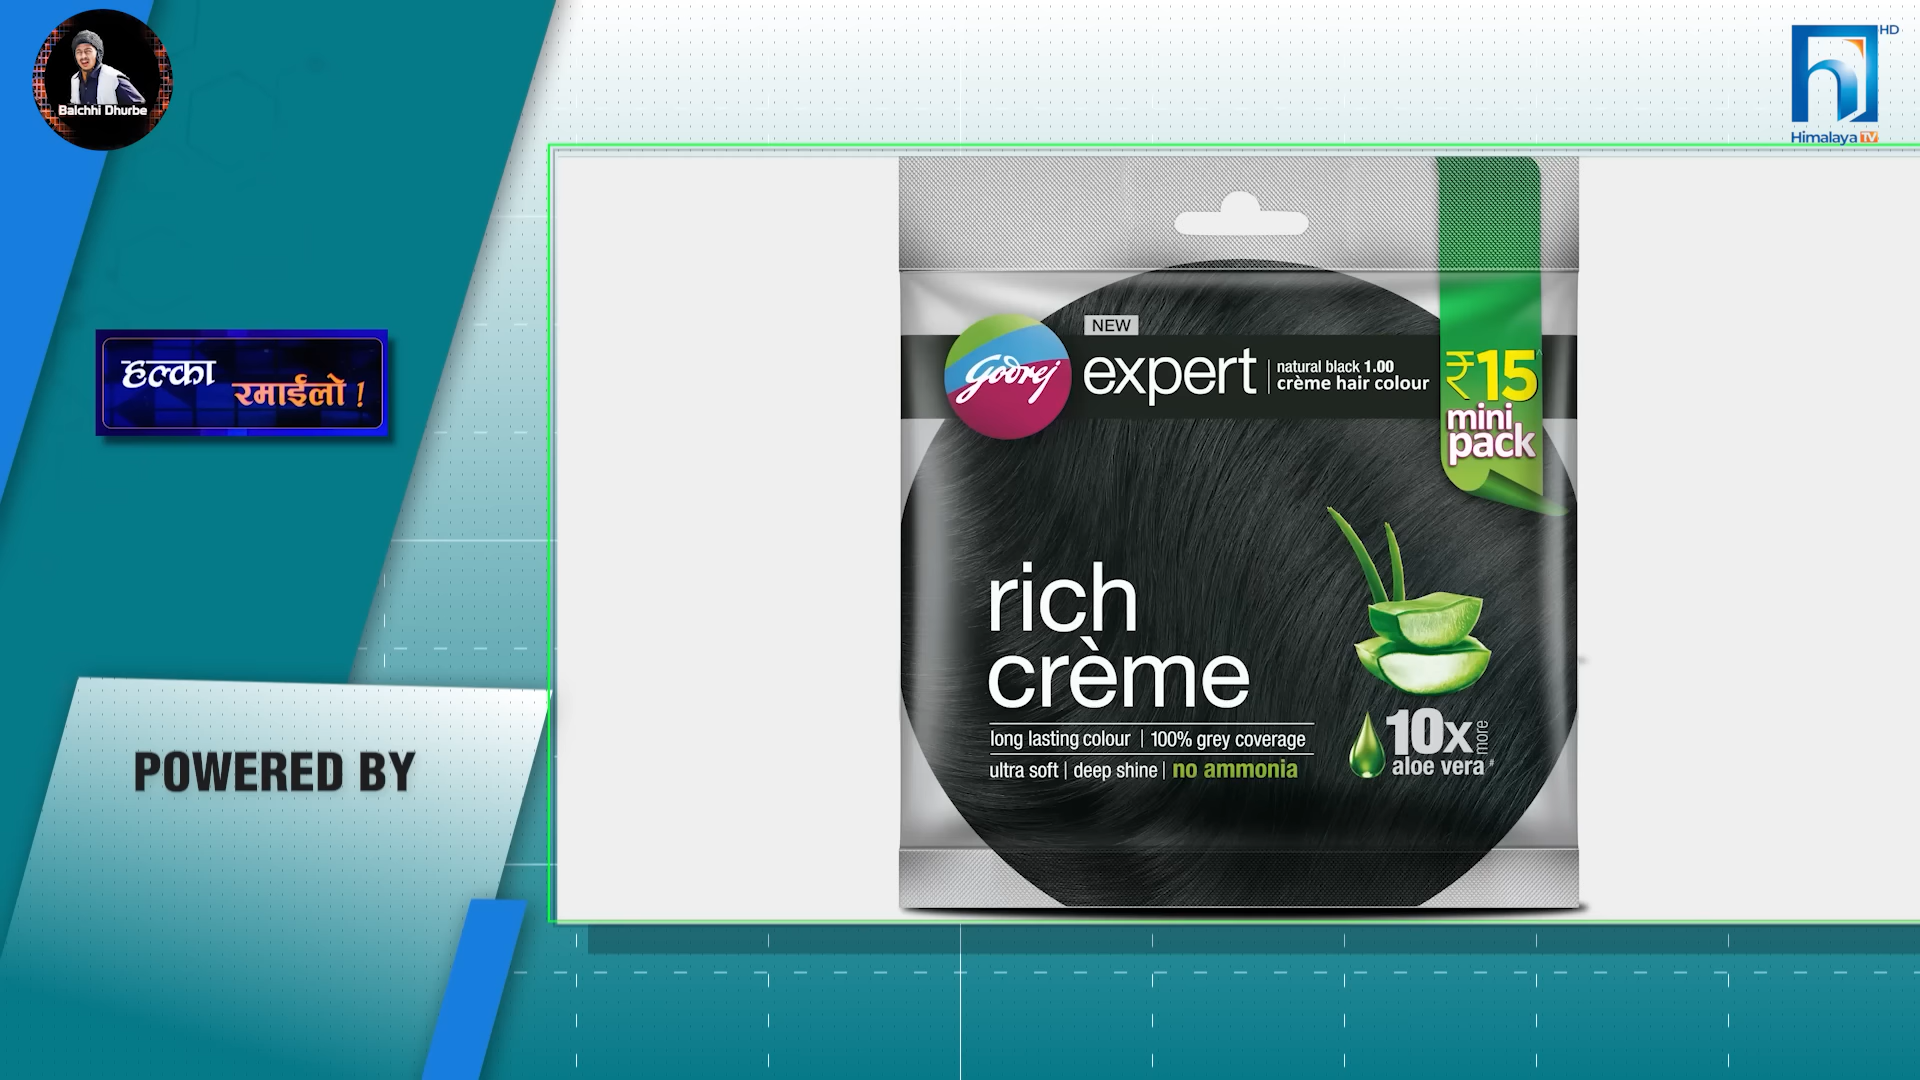 Balchhi Dhurbe
HD
Himalaya TV
हल्का
रमाईलो !
POWERED BY
NEW
Godrej
expert
natural black 1.00
crème hair colour
₹15^
mini
pack
rich
crème
long lasting colour | 100% grey coverage
ultra soft | deep shine | no ammonia
10x more
aloe vera#